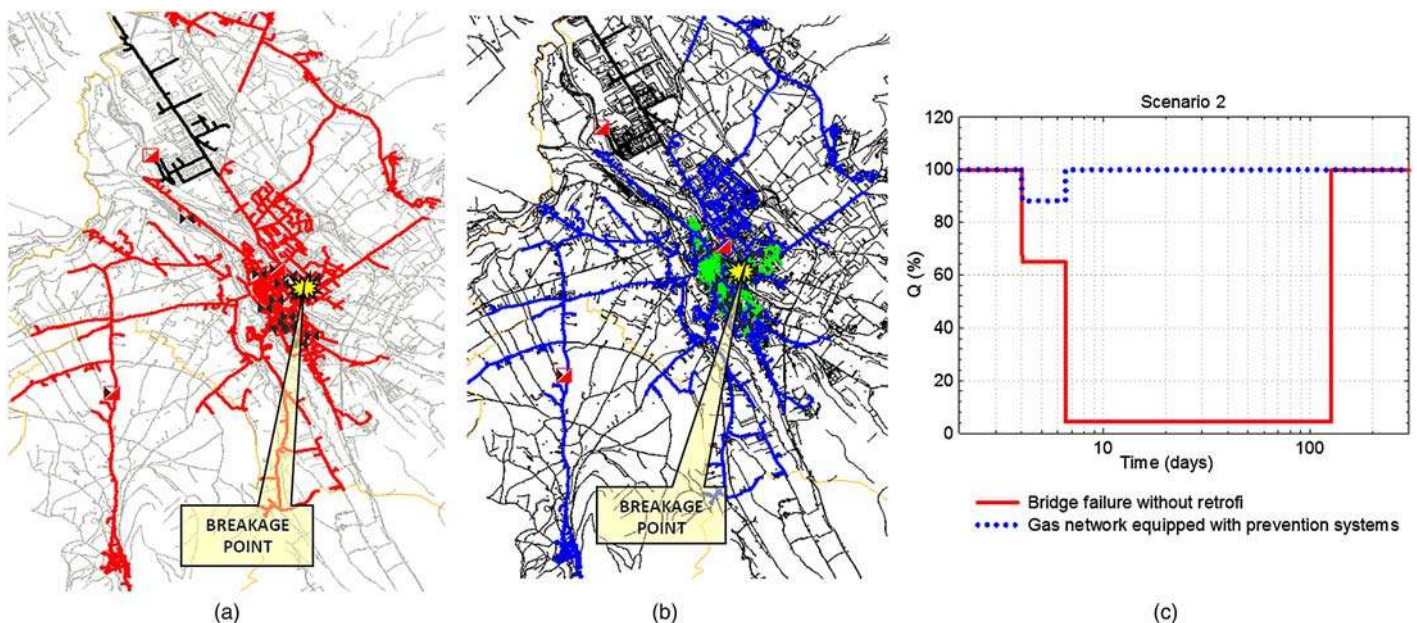 BREAKAGE
POINT
(a)
BREAKAGE
POINT
(b)
Scenario 2
120
100
80
60
40
20
0
Q (%)
10
100
Time (days)
Bridge failure without retrofi
Gas network equipped with prevention systems
(c)